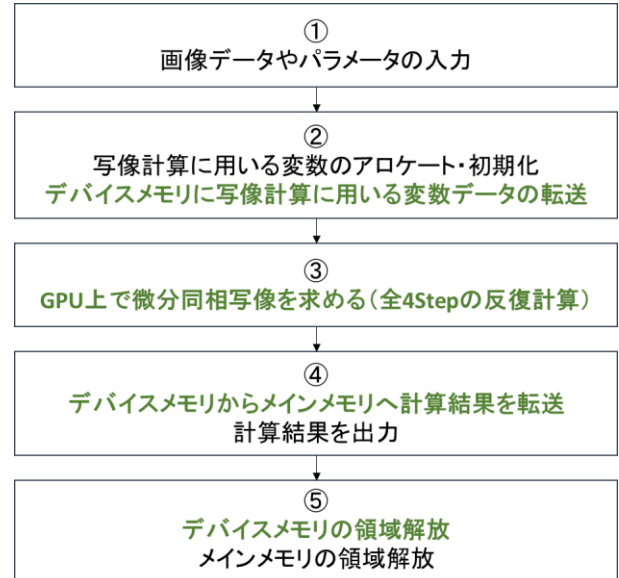 ①
画像データやパラメータの入力
②
写像計算に用いる変数のアロケート・初期化
デバイスメモリに写像計算に用いる変数データの転送
③
GPU上で微分同相写像を求める（全4Stepの反復計算）
④
デバイスメモリからメインメモリへ計算結果を転送
計算結果を出力
⑤
デバイスメモリの領域解放
メインメモリの領域解放